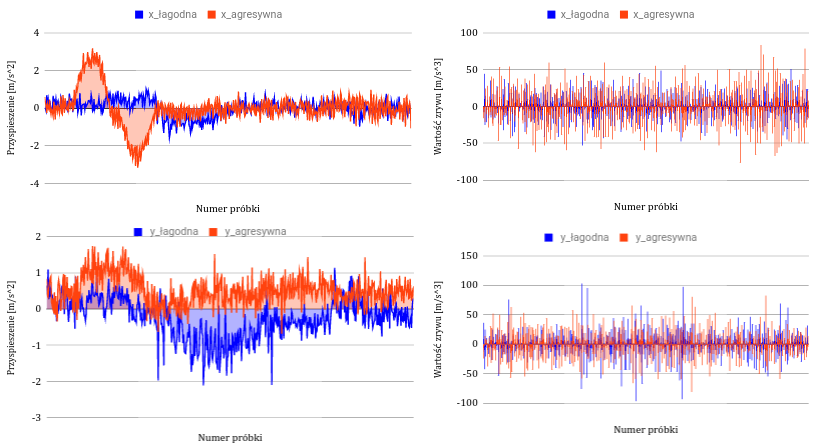 x_łagodna x_agresywna
4
2
0
-2
-4
Przyspieszenie [m/s^2]
Numer próbki
x_łagodna x_agresywna
100
50
0
-50
-100
Wartość zrywu [m/s^3]
Numer próbki
y_łagodna y_agresywna
2
1
0
-1
-2
-3
Przyspieszenie [m/s^2]
Numer próbki
y_łagodna y_agresywna
150
100
50
0
-50
-100
Wartość zrywu [m/s^3]
Numer próbki